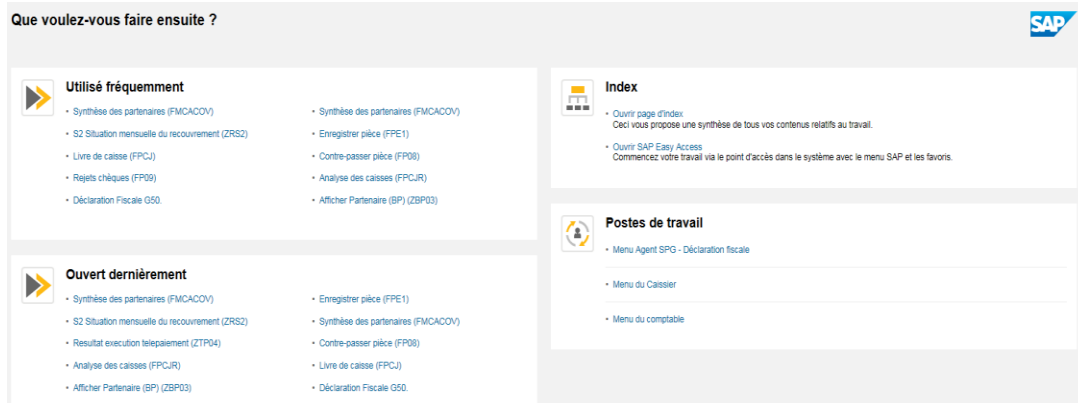 Que voulez-vous faire ensuite ?
SAP
Utilisé fréquemment
Synthèse des partenaires (FMCACOV)
S2 Situation mensuelle du recouvrement (ZRS2)
Livre de caisse (FPCJ)
Rejets chèques (FP09)
Déclaration Fiscale G50.
Synthèse des partenaires (FMCACOV)
Enregistrer pièce (FPE1)
Contre-passer pièce (FP08)
Analyse des caisses (FPCJR)
Afficher Partenaire (BP) (ZBP03)
Ouvert dernièrement
Synthèse des partenaires (FMCACOV)
S2 Situation mensuelle du recouvrement (ZRS2)
Resultat execution telepaiement (ZTP04)
Analyse des caisses (FPCJR)
Afficher Partenaire (BP) (ZBP03)
Enregistrer pièce (FPE1)
Synthèse des partenaires (FMCACOV)
Contre-passer pièce (FP08)
Livre de caisse (FPCJ)
Déclaration Fiscale G50.
Index
Ouvrir page d'index
Ceci vous propose une synthèse de tous vos contenus relatifs au travail.
Ouvrir SAP Easy Access
Commencez votre travail via le point d'accès dans le système avec le menu SAP et les favoris.
Postes de travail
Menu Agent SPG - Déclaration fiscale
Menu du Caissier
Menu du comptable